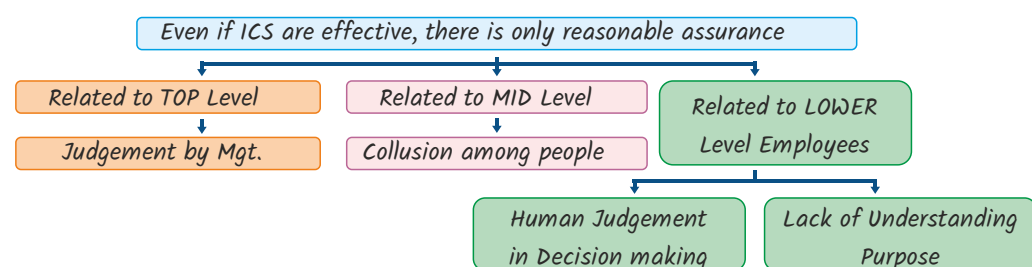 Even if ICS are effective, there is only reasonable assurance
Related to TOP Level
Judgement by Mgt.
Related to MID Level
Collusion among people
Related to LOWER
Level Employees
Human Judgement
in Decision making
Lack of Understanding
Purpose